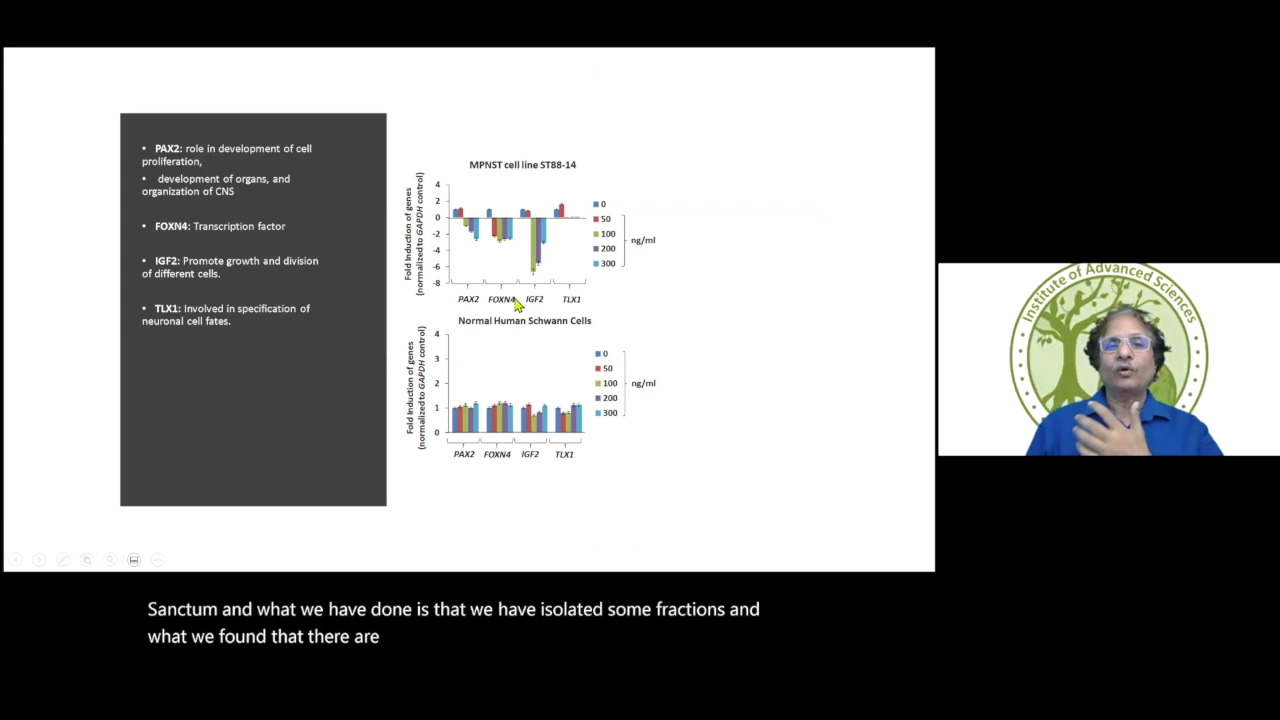 • PAX2: role in development of cell
proliferation,
• development of organs, and
organization of CNS
• FOXN4: Transcription factor
• IGF2: Promote growth and division
of different cells.
• TLX1: Involved in specification of
neuronal cell fates.
MPNST cell line ST88-14
Fold Induction of genes
(normalized to GAPDH control)
4
2
0
-2
-4
-6
-8
PAX2 FOXN4 IGF2 TLX1
0
50
100
200
300
ng/ml
Normal Human Schwann Cells
Fold Induction of genes
(normalized to GAPDH control)
4
3
2
1
0
PAX2 FOXN4 IGF2 TLX1
0
50
100
200
300
ng/ml
Institute of Advanced Sciences
Sanctum and what we have done is that we have isolated some fractions and
what we found that there are